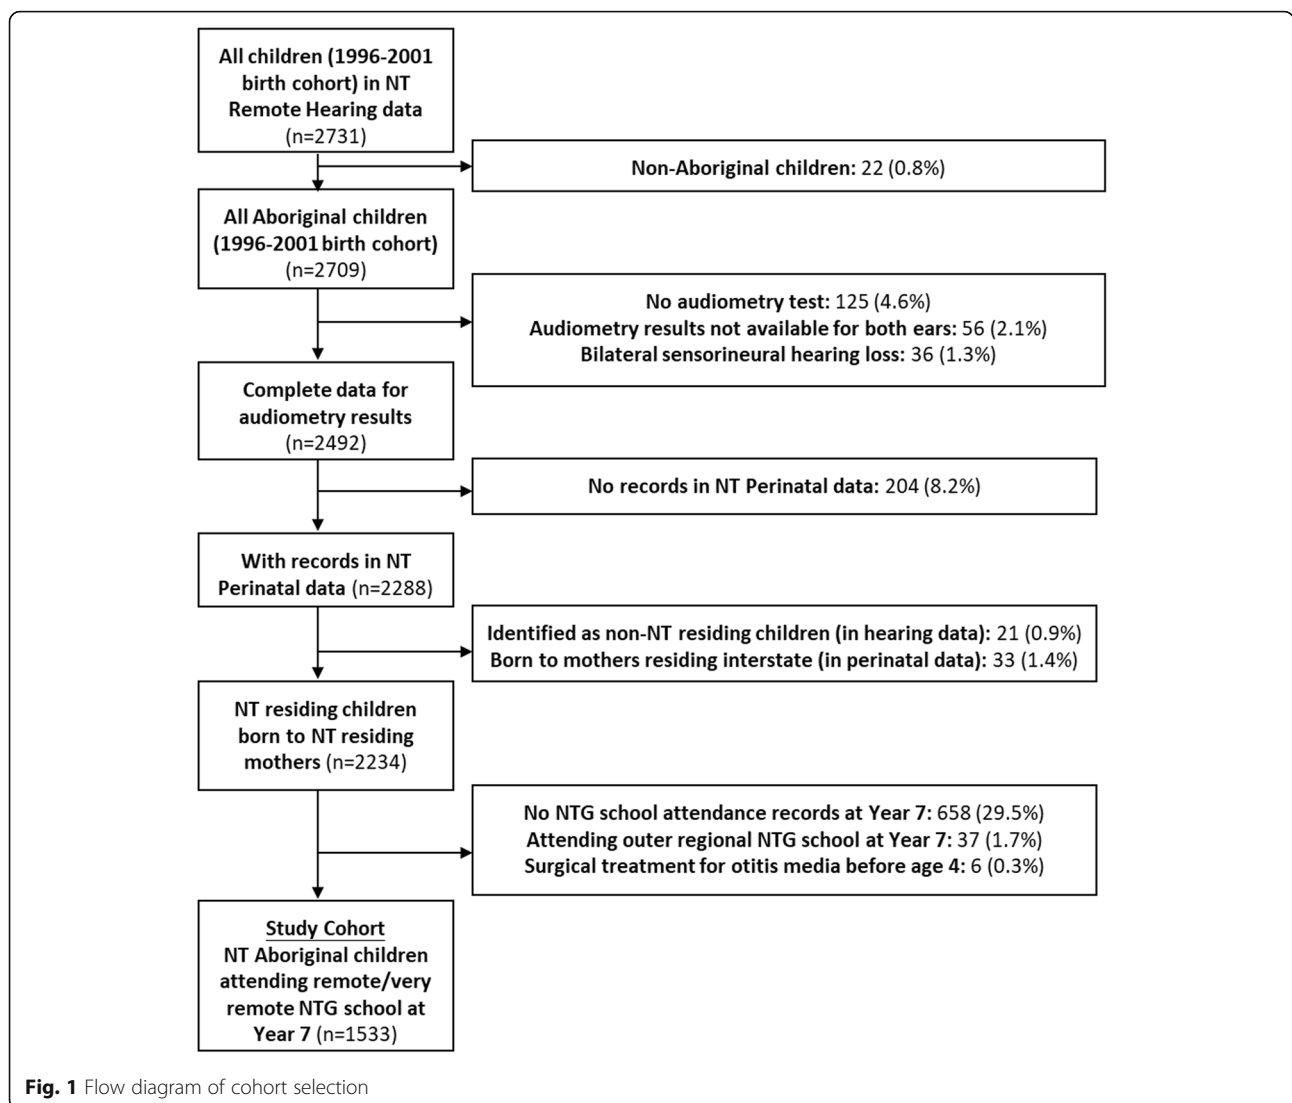 All children (1996-2001
birth cohort) in NT
Remote Hearing data
(n=2731)
Non-Aboriginal children: 22 (0.8%)
All Aboriginal children
(1996-2001 birth cohort)
(n=2709)
No audiometry test: 125 (4.6%)
Audiometry results not available for both ears: 56 (2.1%)
Bilateral sensorineural hearing loss: 36 (1.3%)
Complete data for
audiometry results
(n=2492)
No records in NT Perinatal data: 204 (8.2%)
With records in NT
Perinatal data (n=2288)
Identified as non-NT residing children (in hearing data): 21 (0.9%)
Born to mothers residing interstate (in perinatal data): 33 (1.4%)
NT residing children
born to NT residing
mothers (n=2234)
No NTG school attendance records at Year 7: 658 (29.5%)
Attending outer regional NTG school at Year 7: 37 (1.7%)
Surgical treatment for otitis media before age 4: 6 (0.3%)
Study Cohort
NT Aboriginal children
attending remote/very
remote NTG school at
Year 7 (n=1533)
Fig. 1 Flow diagram of cohort selection